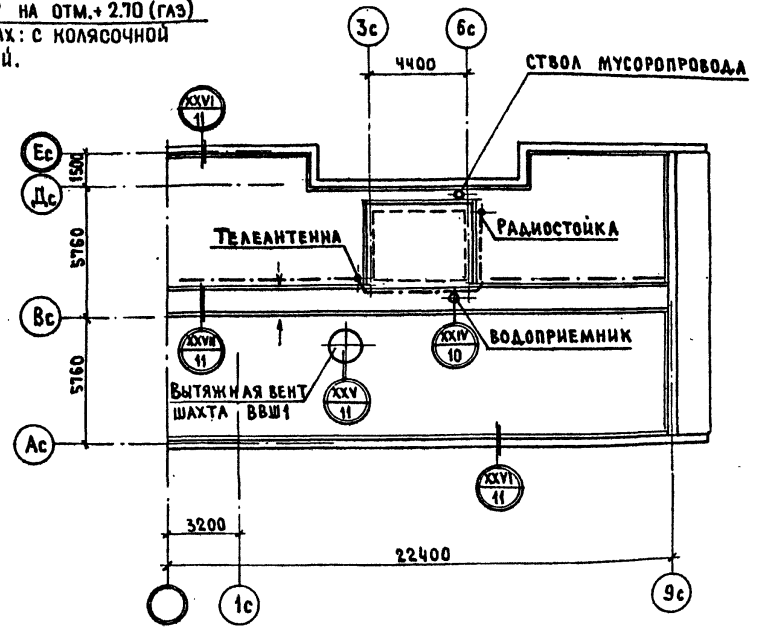 НА ОТМ.+2.70 (ГАЗ)
АХ: С КОЛЯСОЧНОЙ
Й.
3с
6с
4400
СТВОЛ МУСОРОПРОВОДА
XXVI
11
Ес
1500
Дс
5760
ТЕЛЕАНТЕННА
РАДИОСТОЙКА
Вс
XXVII
11
XXIV
10
ВОДОПРИЕМНИК
5760
ВЫТЯЖНАЯ ВЕНТ
ШАХТА ВВШ1
XXV
11
Ас
XXVI
11
3200
22400
1с
9с